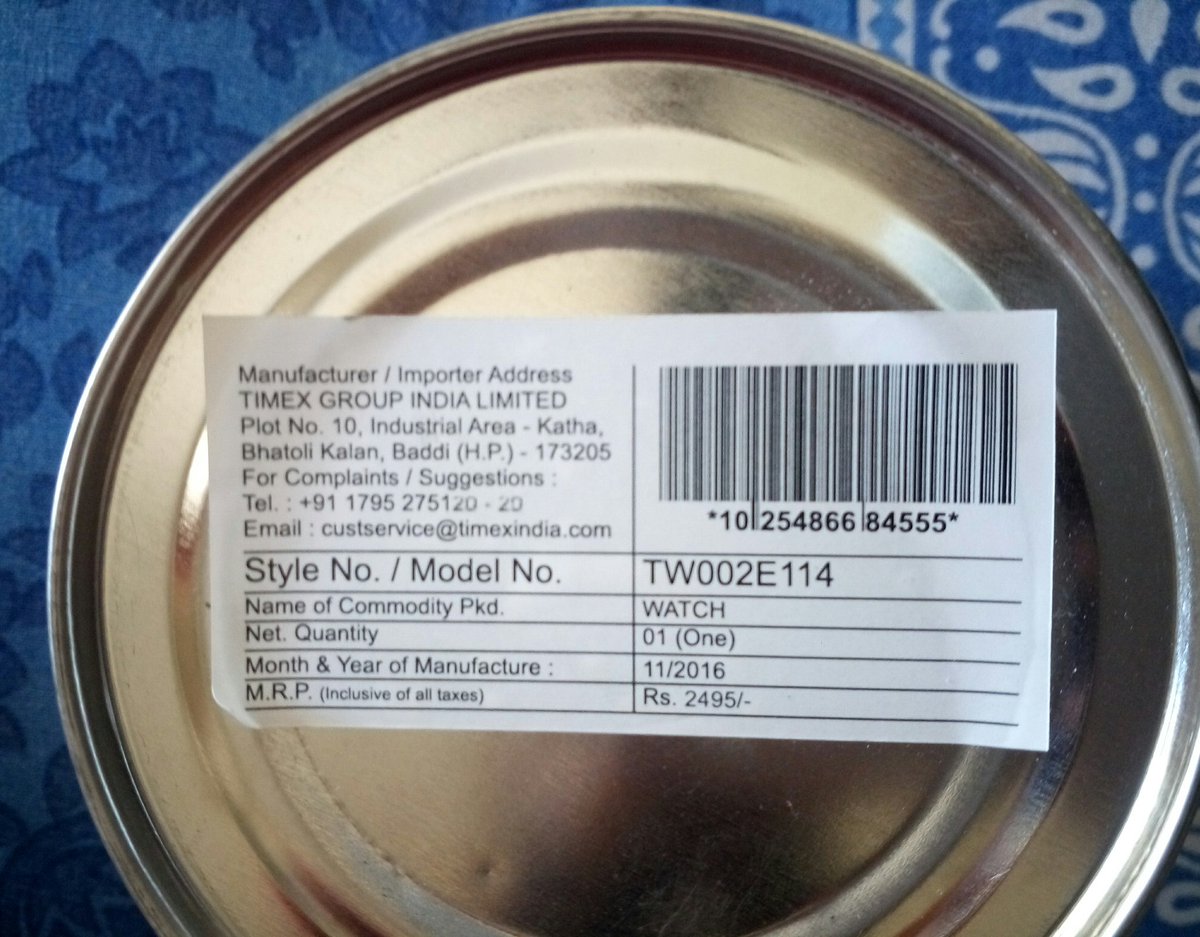 Manufacturer / Importer Address
TIMEX GROUP INDIA LIMITED
Plot No. 10, Industrial Area - Katha,
Bhatoli Kalan, Baddi (H.P.) - 173205
For Complaints / Suggestions :
Tel. : +91 1795 275120 - 20
Email : custservice@timexindia.com
*10 254866 84555*
Style No. / Model No. TW002E114
Name of Commodity Pkd. WATCH
Net. Quantity 01 (One)
Month & Year of Manufacture : 11/2016
M.R.P. (Inclusive of all taxes) Rs. 2495/-